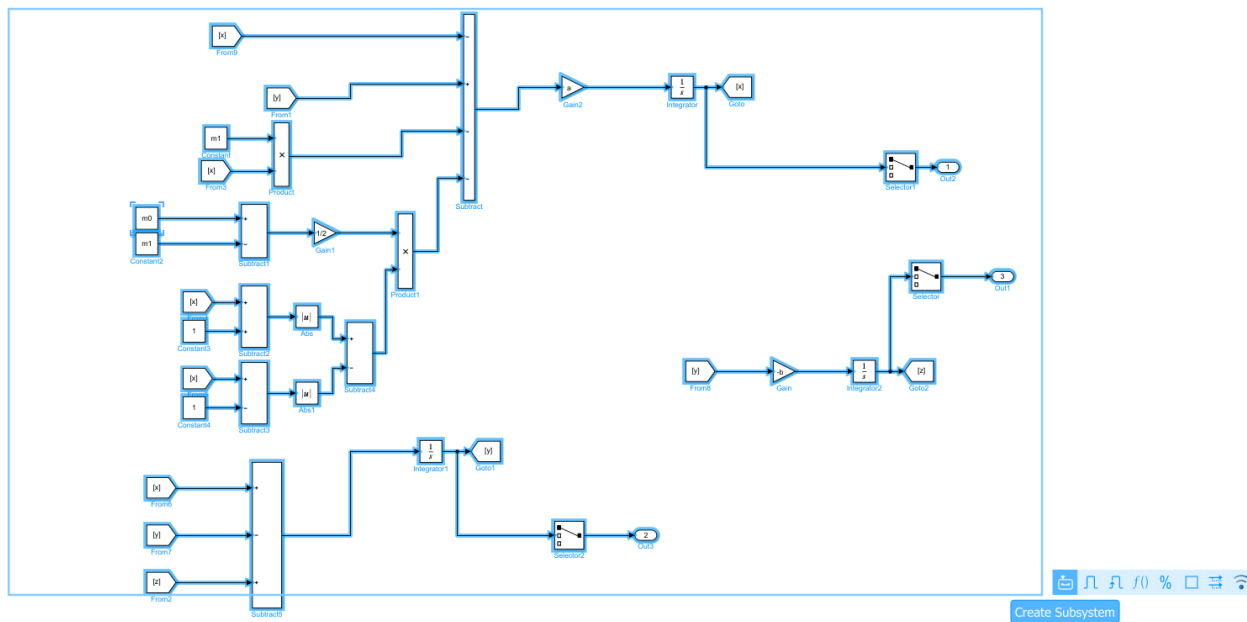 [x]
From9
[y]
From1
a
Gain2
1
s
Integrator
[x]
Goto
m1
Constant
[x]
From3
×
Product
Subtract
Selector1
1
Out2
m0
m1
Constant2
Subtract1
1/2
Gain1
×
Product1
[x]
1
Constant3
Subtract2
|u|
Abs
[x]
1
Constant4
Subtract3
|u|
Abs1
Subtract4
Selector
3
Out1
[y]
From8
-b
Gain
1
s
Integrator2
[z]
Goto2
1
s
Integrator1
[y]
Goto1
[x]
From6
[y]
From7
[z]
From2
Subtract5
Selector2
2
Out3
f()
%
Create Subsystem